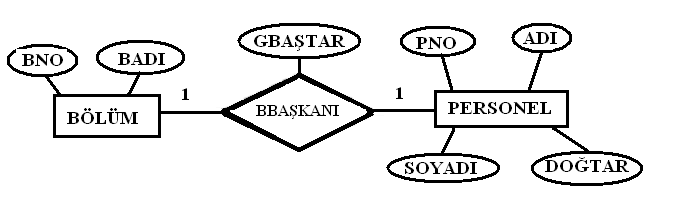 GBAŞTAR
PNO
ADI
BNO
BADI
1
1
BÖLÜM
BBAŞKANI
PERSONEL
SOYADI
DOĞTAR